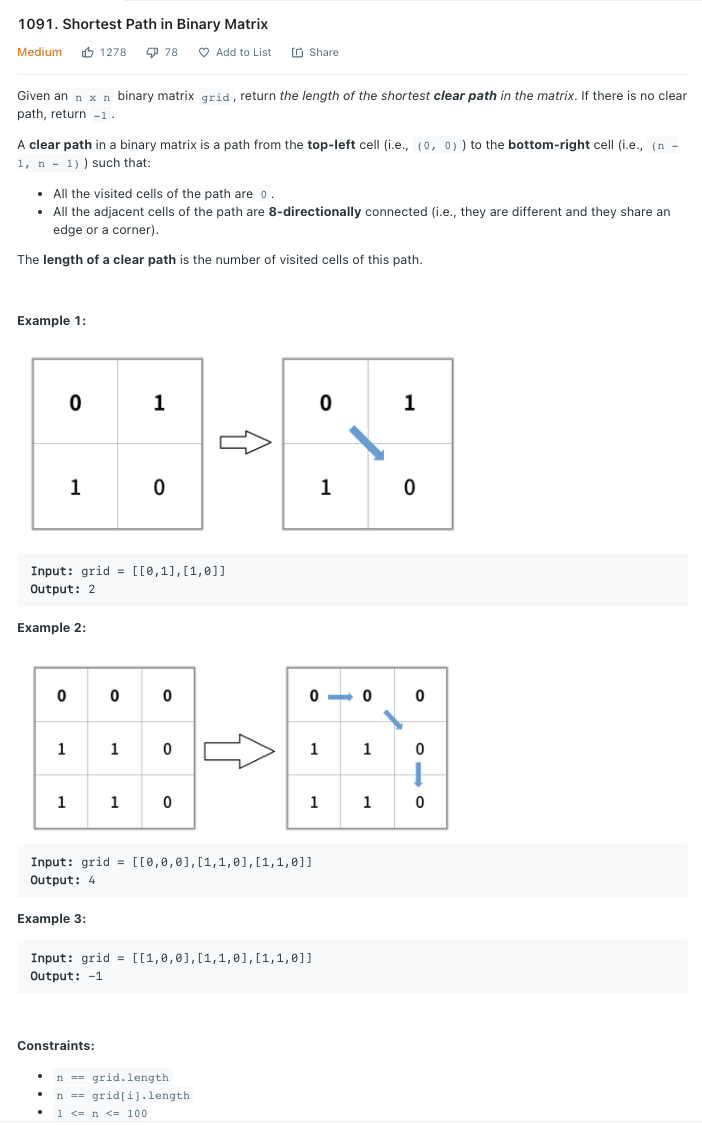 1091. Shortest Path in Binary Matrix
Medium 1278 78 Add to List Share
Given an n x n binary matrix grid , return the length of the shortest clear path in the matrix. If there is no clear
path, return -1 .
A clear path in a binary matrix is a path from the top-left cell (i.e., (0, 0) ) to the bottom-right cell (i.e., (n -
1, n - 1) ) such that:
• All the visited cells of the path are 0 .
• All the adjacent cells of the path are 8-directionally connected (i.e., they are different and they share an
edge or a corner).
The length of a clear path is the number of visited cells of this path.
Example 1:
0 1 0 1
1 0 1 0
Input: grid = [[0,1],[1,0]]
Output: 2
Example 2:
0 0 0 0 0 0
1 1 0 1 1 0
1 1 0 1 1 0
Input: grid = [[0,0,0],[1,1,0],[1,1,0]]
Output: 4
Example 3:
Input: grid = [[1,0,0],[1,1,0],[1,1,0]]
Output: -1
Constraints:
• n == grid.length
• n == grid[i].length
• 1 <= n <= 100